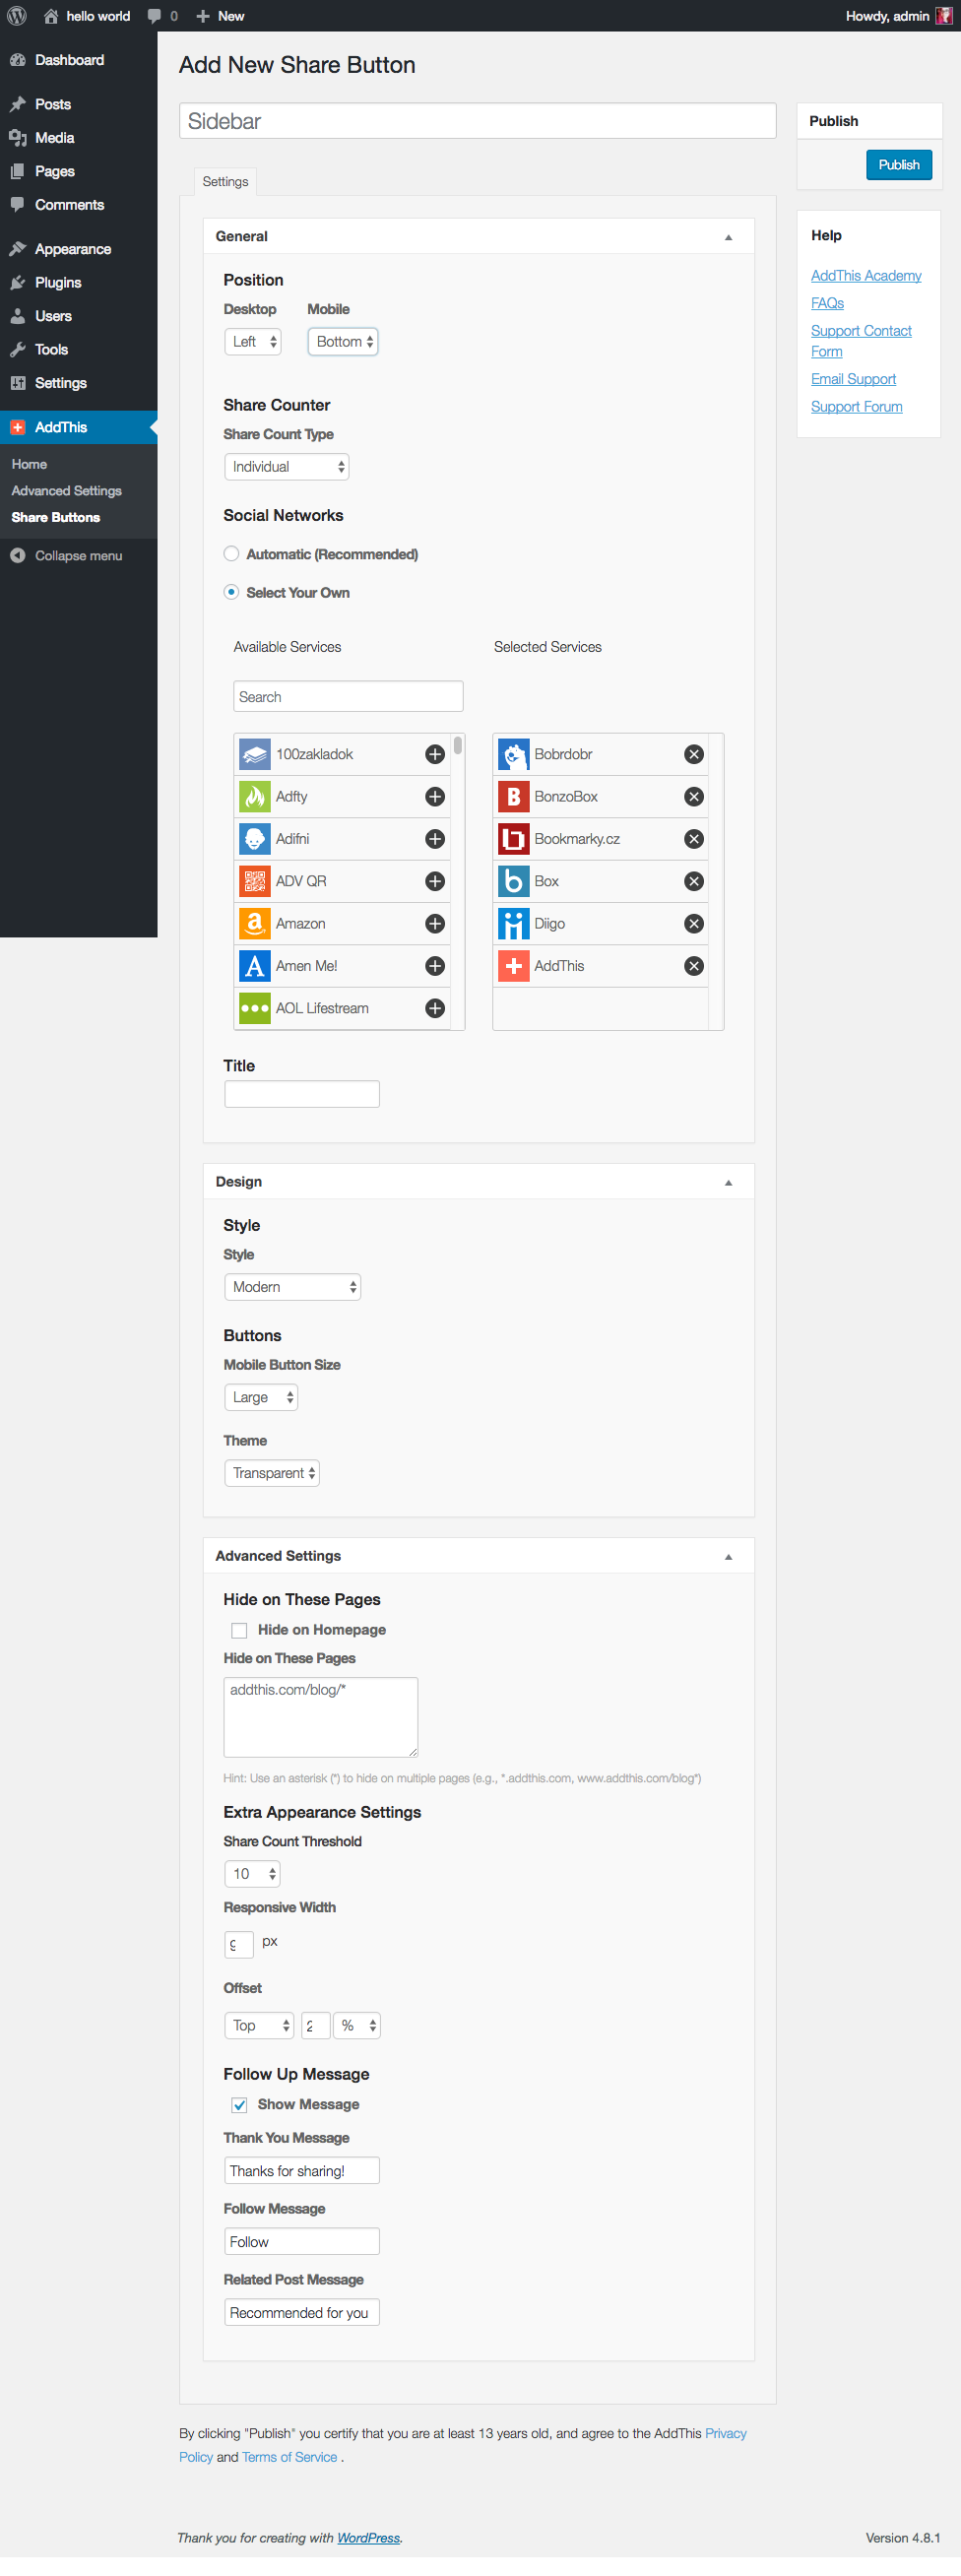 hello world 0 New Howdy, admin
Dashboard
Posts
Media
Pages
Comments
Appearance
Plugins
Users
Tools
Settings
AddThis
Home
Advanced Settings
Share Buttons
Collapse menu
Add New Share Button
Sidebar
Settings
General
Position
Desktop Mobile
Left Bottom
Share Counter
Share Count Type
Individual
Social Networks
Automatic (Recommended)
Select Your Own
Available Services Selected Services
Search
100zakladok Bobrdobr
Adfty BonzoBox
Adifni Bookmarky.cz
ADV QR Box
Amazon Diigo
Amen Me! AddThis
AOL Lifestream
Title
Design
Style
Style
Modern
Buttons
Mobile Button Size
Large
Theme
Transparent
Advanced Settings
Hide on These Pages
Hide on Homepage
Hide on These Pages
addthis.com/blog/*
Hint: Use an asterisk (*) to hide on multiple pages (e.g., *.addthis.com, www.addthis.com/blog*)
Extra Appearance Settings
Share Count Threshold
10
Responsive Width
px
Offset
Top 2 %
Follow Up Message
Show Message
Thank You Message
Thanks for sharing!
Follow Message
Follow
Related Post Message
Recommended for you
Publish
Publish
Help
AddThis Academy
FAQs
Support Contact
Form
Email Support
Support Forum
By clicking "Publish" you certify that you are at least 13 years old, and agree to the AddThis Privacy
Policy and Terms of Service .
Thank you for creating with WordPress. Version 4.8.1